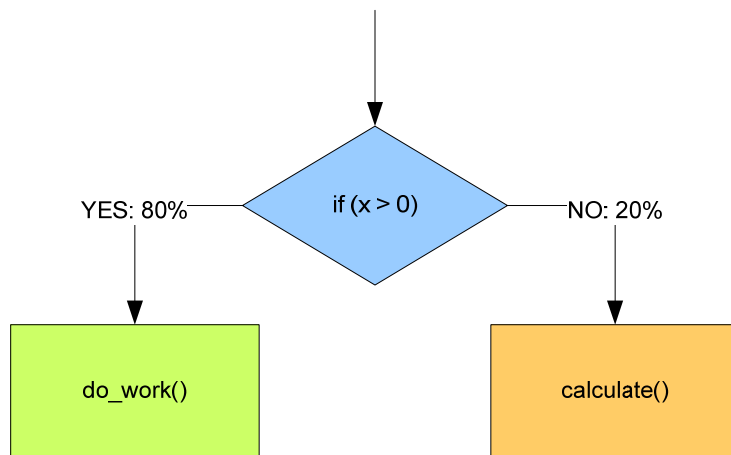 if (x > 0)
YES: 80%
NO: 20%
do_work()
calculate()